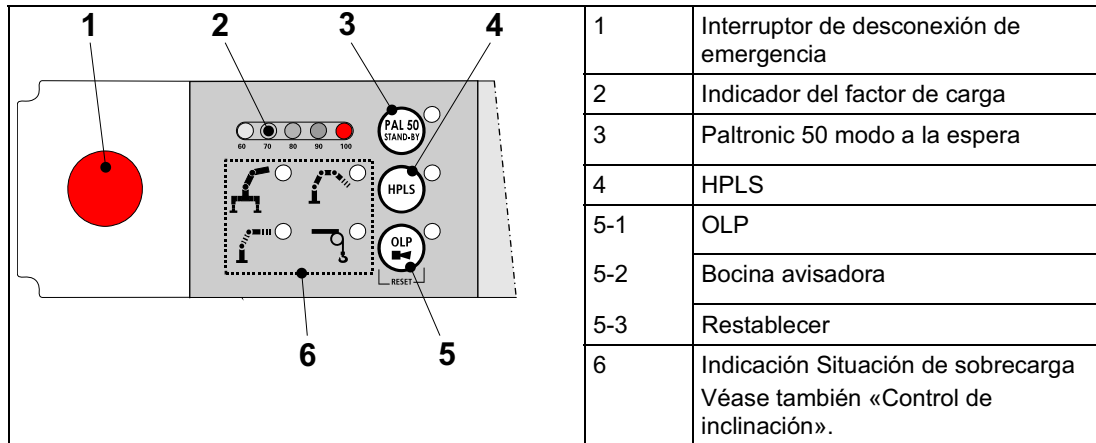 1 2 3 4
PAL 50
STAND-BY
60 70 80 90 100
HPLS
OLP
RESET
6 5
1 Interruptor de desconexión de
emergencia
2 Indicador del factor de carga
3 Paltronic 50 modo a la espera
4 HPLS
5-1 OLP
5-2 Bocina avisadora
5-3 Restablecer
6 Indicación Situación de sobrecarga
Véase también «Control de
inclinación».